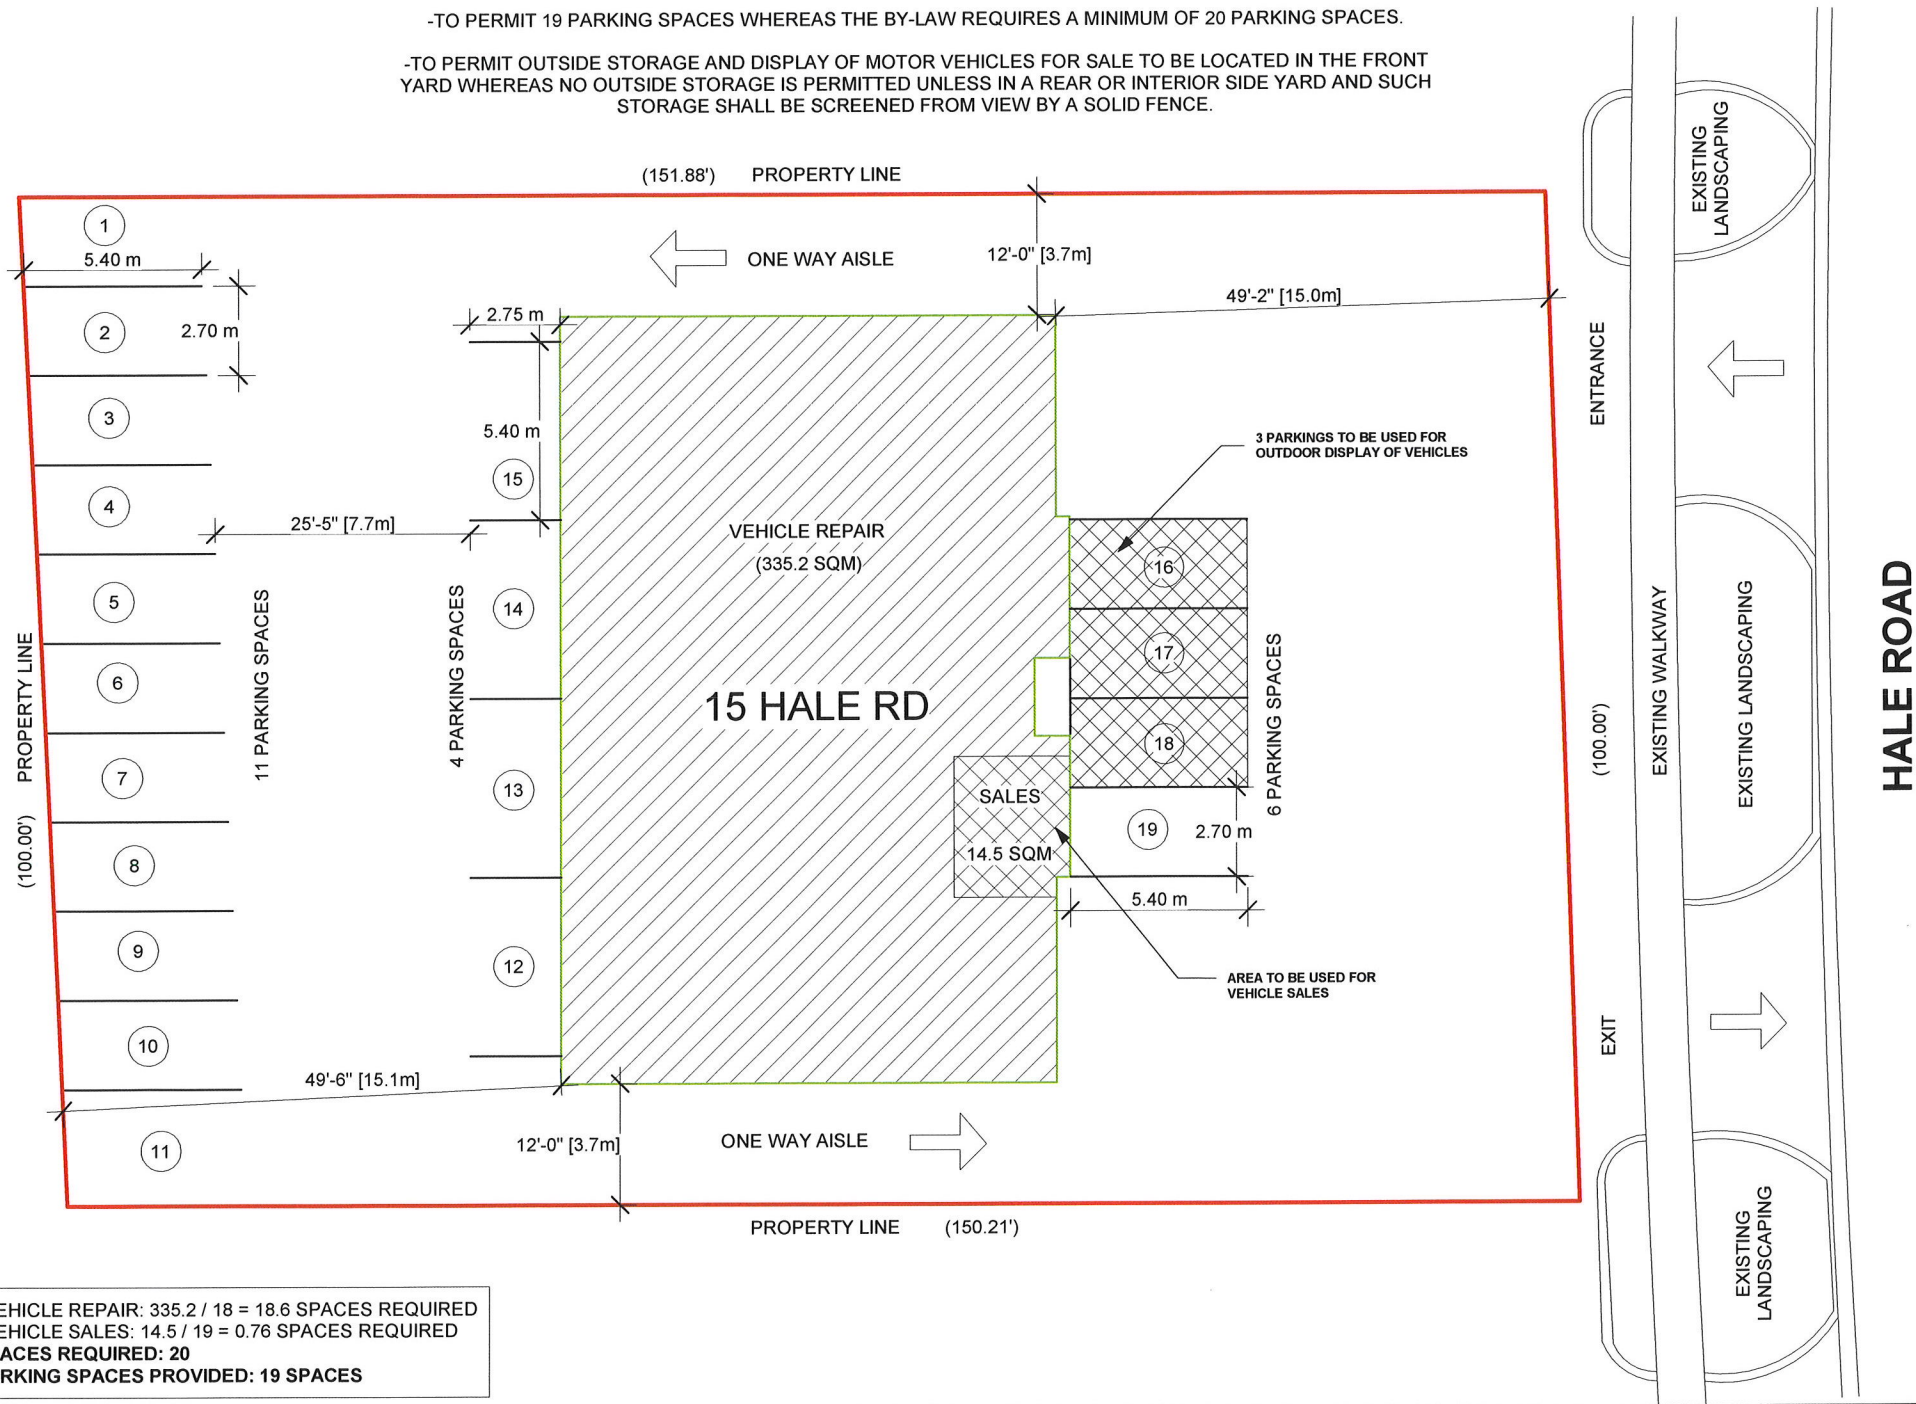 -TO PERMIT 19 PARKING SPACES WHEREAS THE BY-LAW REQUIRES A MINIMUM OF 20 PARKING SPACES.
-TO PERMIT OUTSIDE STORAGE AND DISPLAY OF MOTOR VEHICLES FOR SALE TO BE LOCATED IN THE FRONT
YARD WHEREAS NO OUTSIDE STORAGE IS PERMITTED UNLESS IN A REAR OR INTERIOR SIDE YARD AND SUCH
STORAGE SHALL BE SCREENED FROM VIEW BY A SOLID FENCE.
(151.88') PROPERTY LINE
1
5.40 m
2
2.70 m
3
4
5
6
7
8
9
10
11
PROPERTY LINE
(100.00')
11 PARKING SPACES
25'-5" [7.7m]
4 PARKING SPACES
2.75 m
5.40 m
15
14
13
12
49'-6" [15.1m]
ONE WAY AISLE
12'-0" [3.7m]
49'-2" [15.0m]
VEHICLE REPAIR
(335.2 SQM)
15 HALE RD
SALES
14.5 SQM
3 PARKINGS TO BE USED FOR
OUTDOOR DISPLAY OF VEHICLES
16
17
18
19
2.70 m
5.40 m
6 PARKING SPACES
AREA TO BE USED FOR
VEHICLE SALES
12'-0" [3.7m]
ONE WAY AISLE
PROPERTY LINE (150.21')
ENTRANCE
(100.00')
EXIT
EXISTING WALKWAY
EXISTING
LANDSCAPING
EXISTING LANDSCAPING
EXISTING
LANDSCAPING
HALE ROAD
EHICLE REPAIR: 335.2 / 18 = 18.6 SPACES REQUIRED
EHICLE SALES: 14.5 / 19 = 0.76 SPACES REQUIRED
ACES REQUIRED: 20
RKING SPACES PROVIDED: 19 SPACES